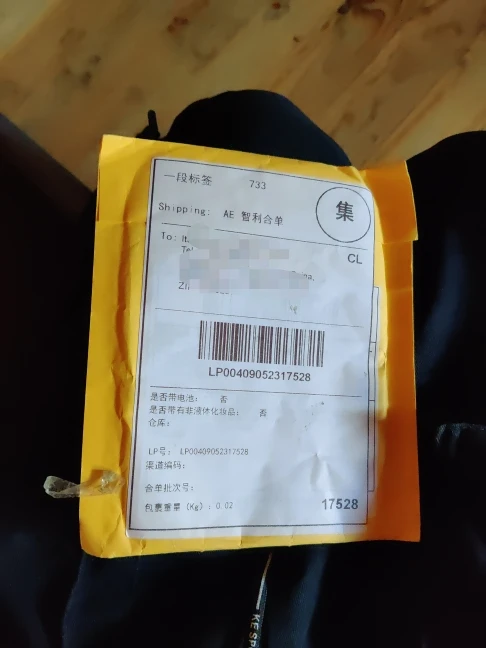 一段标签 733
集
Shipping: AE 智利合单
To:
CL
LP00409052317528
是否带电池: 否
是否带有非液体化妆品: 否
仓库:
LP号: LP00409052317528
渠道编码:
合单批次号:
包裹重量 (Kg): 0.02
17528